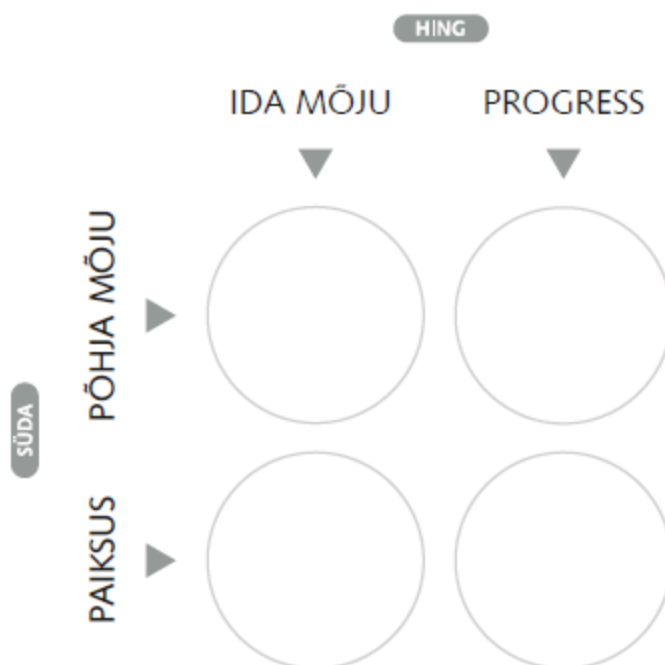 HING
IDA MÕJU
PROGRESS
PÕHJA MÕJU
SÜDA
PAIKSUS